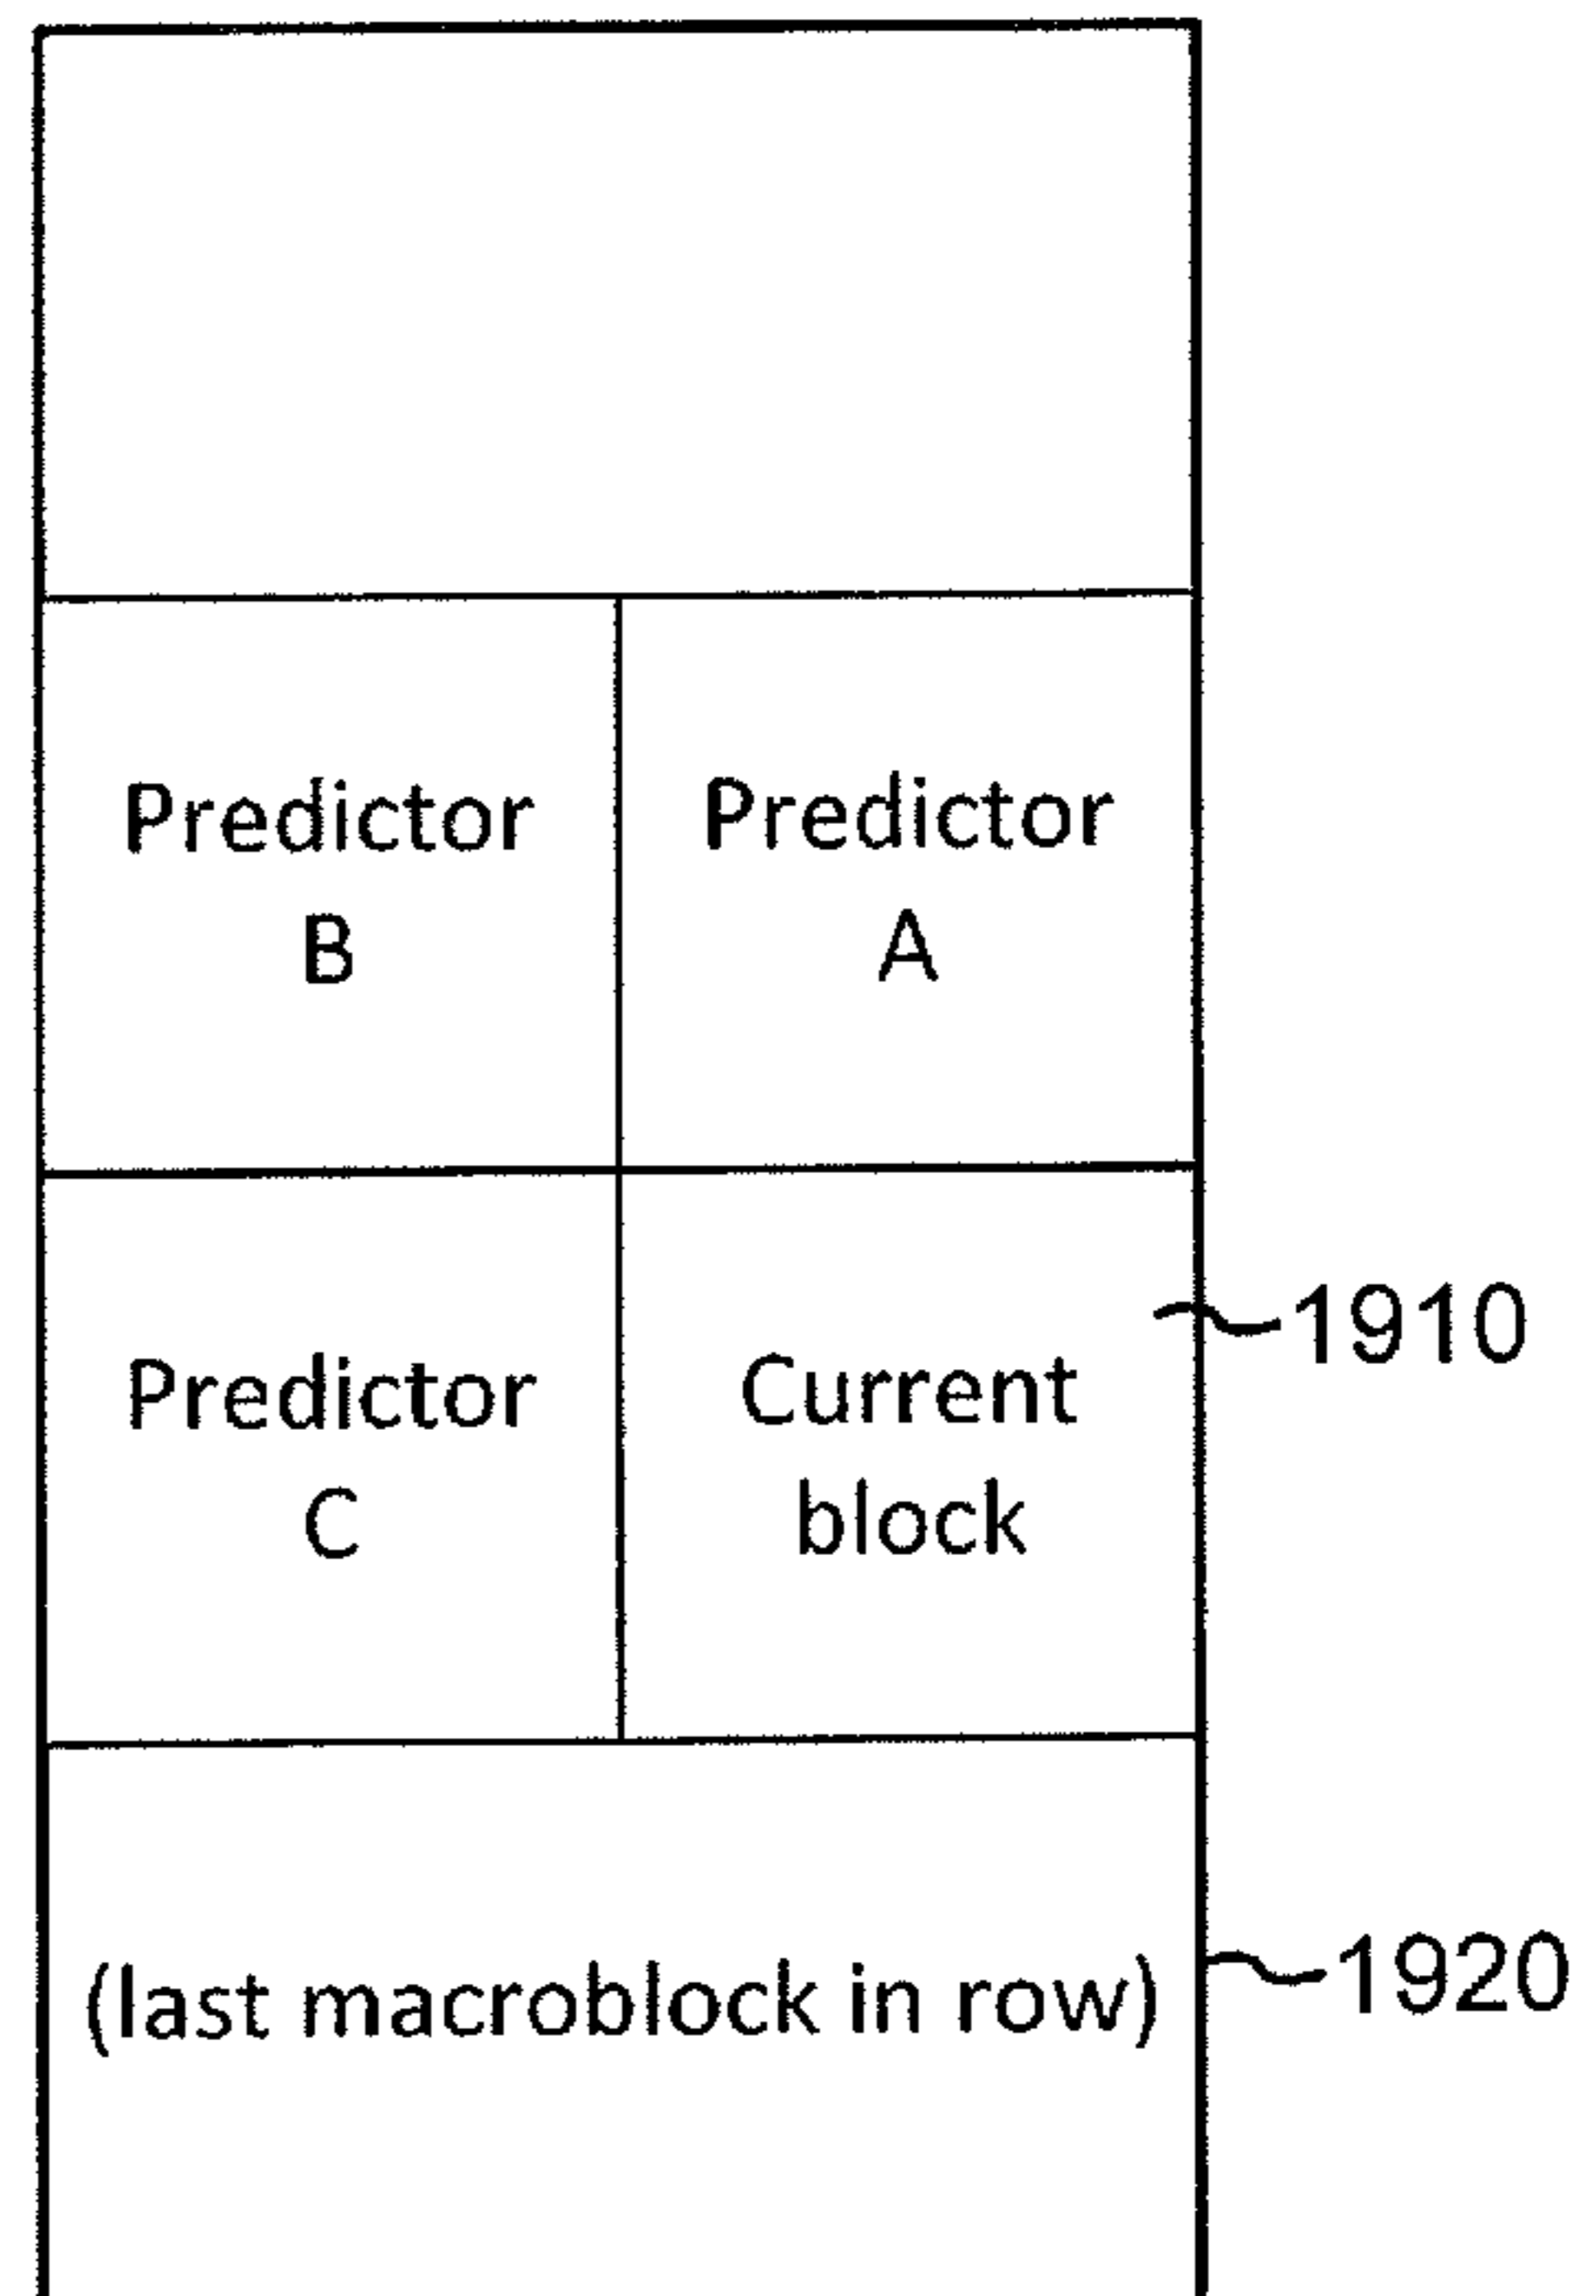 Predictor
B
Predictor
A
1910
Predictor
C
Current
block
(last macroblock in row)
1920